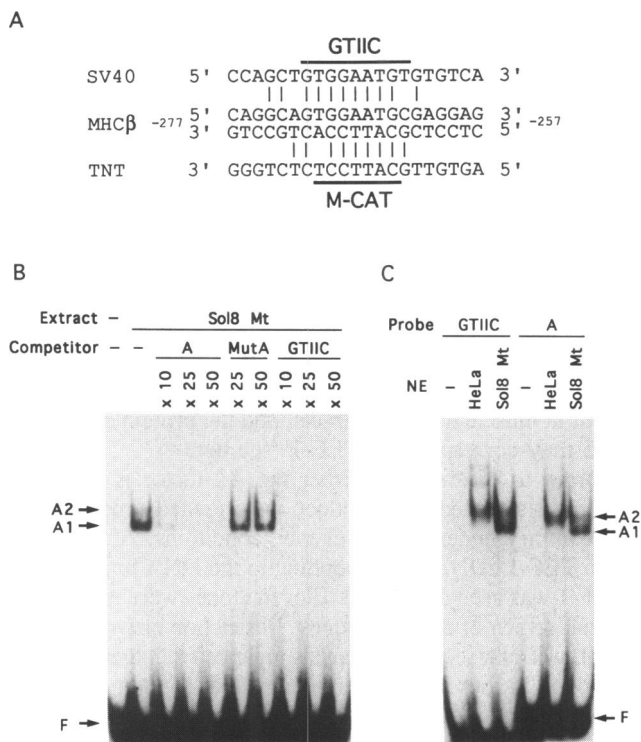 A
GTIIC
SV40 5' CCAGCTGTGGAATGTGTGTCA 3'
MHCβ -277 5' CAGGCAGTGGAATGCGAGGAG 3' -257
3' GTCCGTCACCTTACGCTCCTC 5'
TNT 3' GGGTCTCTCCTTACGTTGTGA 5'
M-CAT
B
Extract – Sol8 Mt
Competitor – – A MutA GTIIC
x 10 x 25 x 50 x 25 x 50 x 10 x 25 x 50
A2
A1
F
C
Probe GTIIC A
NE – HeLa Sol8 Mt – HeLa Sol8 Mt
A2
A1
F